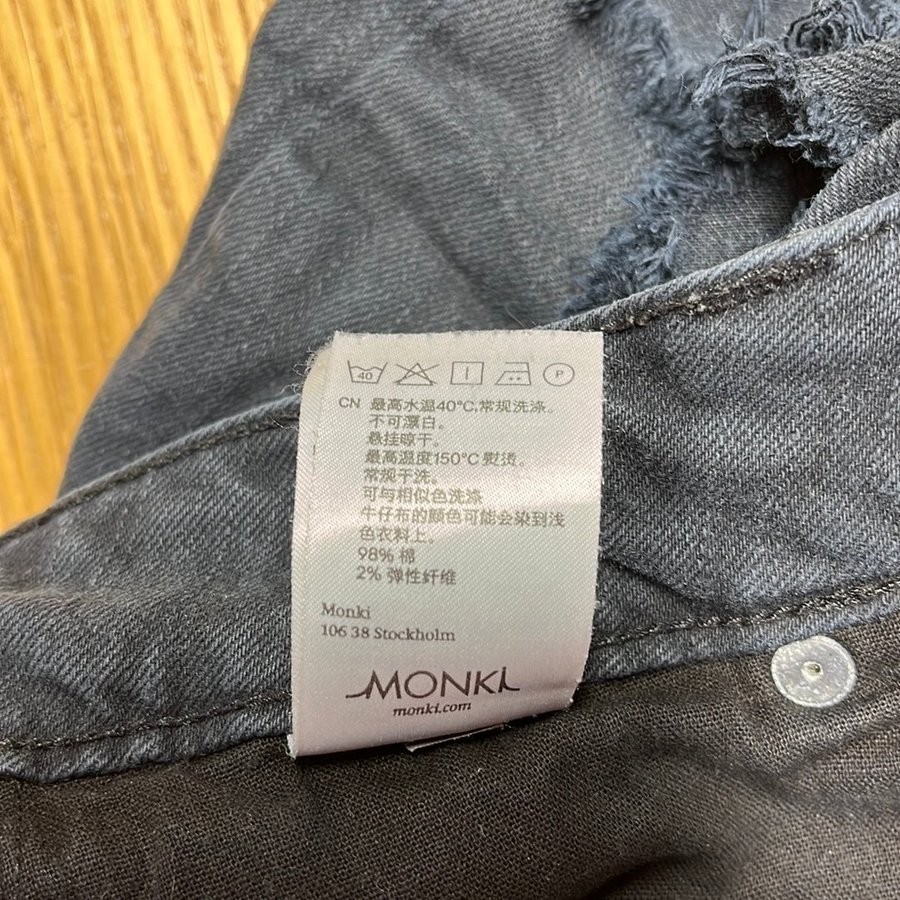 40 P
CN 最高水温40°C,常规洗涤。
不可漂白。
悬挂晾干。
最高温度150°C熨烫。
常规干洗。
可与相似色洗涤
牛仔布的颜色可能会染到浅
色衣料上。
98% 棉
2% 弹性纤维
Monki
106 38 Stockholm
MONKi
monki.com